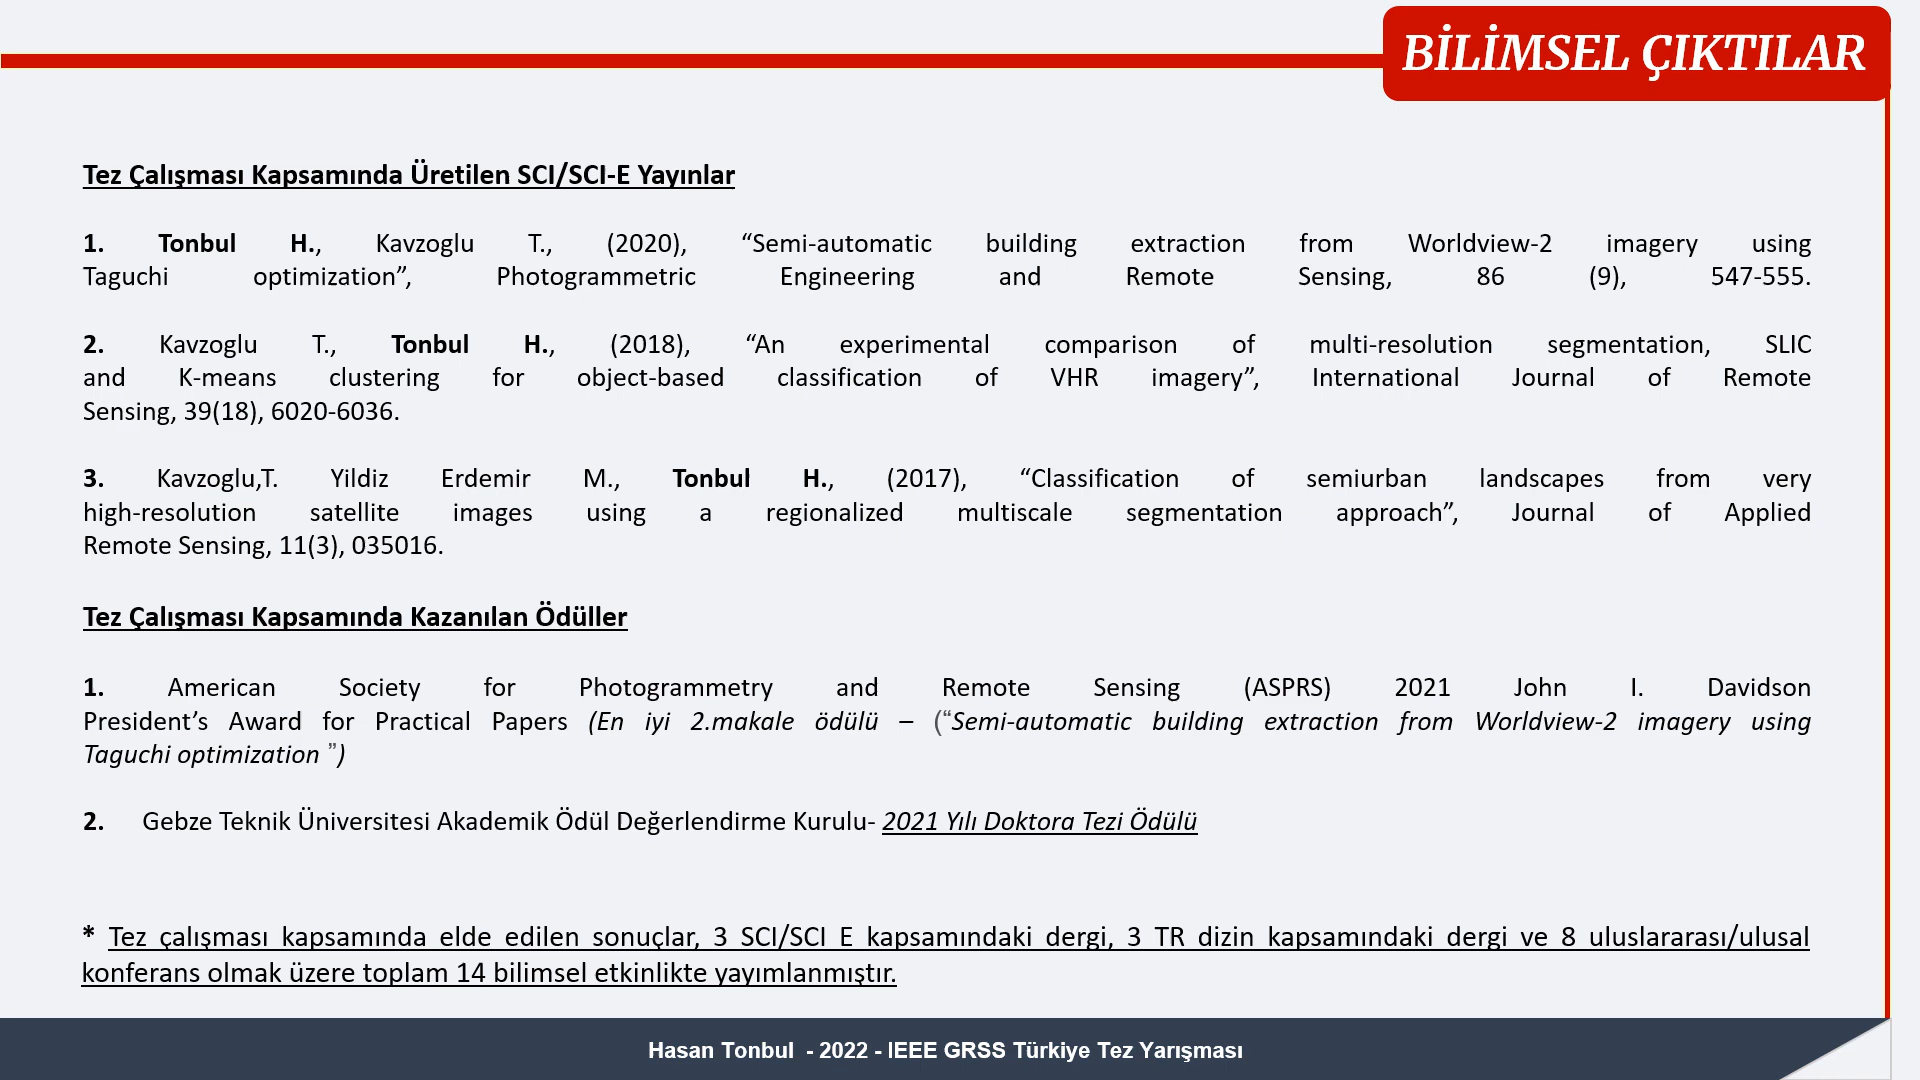 BİLİMSEL ÇIKTILAR
Tez Çalışması Kapsamında Üretilen SCI/SCI-E Yayınlar
1. Tonbul H., Kavzoglu T., (2020), “Semi-automatic building extraction from Worldview-2 imagery using
Taguchi optimization”, Photogrammetric Engineering and Remote Sensing, 86 (9), 547-555.
2. Kavzoglu T., Tonbul H., (2018), “An experimental comparison of multi-resolution segmentation, SLIC
and K-means clustering for object-based classification of VHR imagery”, International Journal of Remote
Sensing, 39(18), 6020-6036.
3. Kavzoglu,T. Yildiz Erdemir M., Tonbul H., (2017), “Classification of semiurban landscapes from very
high-resolution satellite images using a regionalized multiscale segmentation approach”, Journal of Applied
Remote Sensing, 11(3), 035016.
Tez Çalışması Kapsamında Kazanılan Ödüller
1. American Society for Photogrammetry and Remote Sensing (ASPRS) 2021 John I. Davidson
President’s Award for Practical Papers (En iyi 2.makale ödülü – (“Semi-automatic building extraction from Worldview-2 imagery using
Taguchi optimization ”)
2. Gebze Teknik Üniversitesi Akademik Ödül Değerlendirme Kurulu- 2021 Yılı Doktora Tezi Ödülü
* Tez çalışması kapsamında elde edilen sonuçlar, 3 SCI/SCI E kapsamındaki dergi, 3 TR dizin kapsamındaki dergi ve 8 uluslararası/ulusal
konferans olmak üzere toplam 14 bilimsel etkinlikte yayımlanmıştır.
Hasan Tonbul - 2022 - IEEE GRSS Türkiye Tez Yarışması